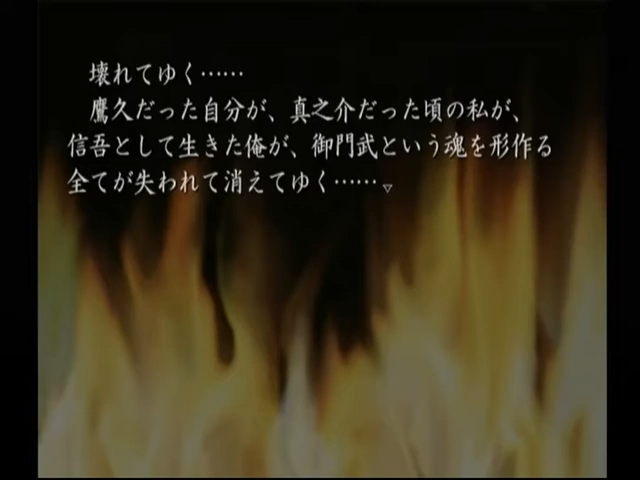 壊れてゆく……
鷹久だった自分が、真之介だった頃の私が、
信吾として生きた俺が、御門武という魂を形作る
全てが失われて消えてゆく……▽